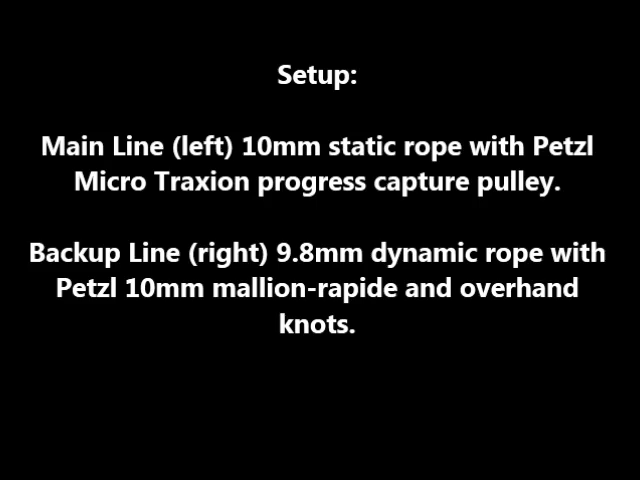 Setup:
Main Line (left) 10mm static rope with Petzl
Micro Traxion progress capture pulley.
Backup Line (right) 9.8mm dynamic rope with
Petzl 10mm mallion-rapide and overhand
knots.